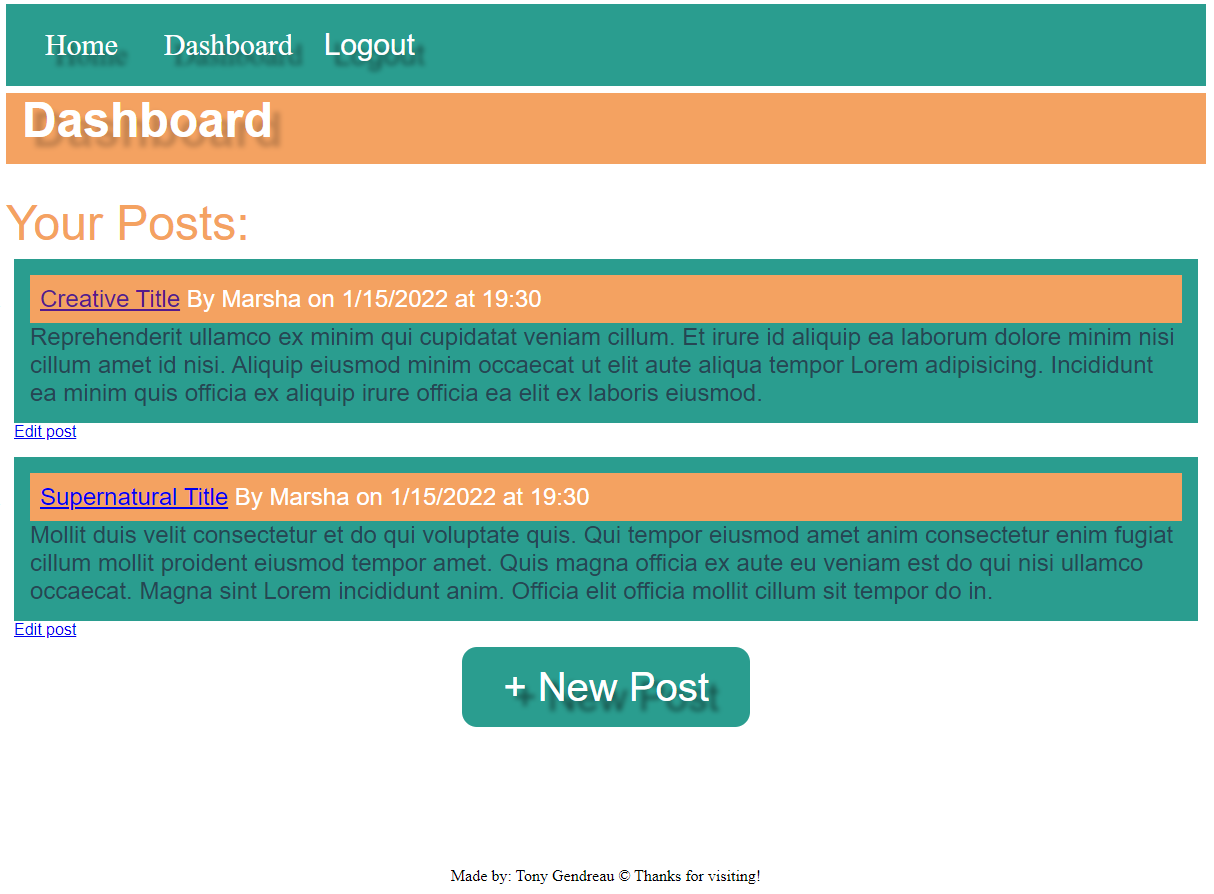 Home Dashboard Logout
Dashboard
Your Posts:
Creative Title By Marsha on 1/15/2022 at 19:30
Reprehenderit ullamco ex minim qui cupidatat veniam cillum. Et irure id aliquip ea laborum dolore minim nisi
cillum amet id nisi. Aliquip eiusmod minim occaecat ut elit aute aliqua tempor Lorem adipisicing. Incididunt
ea minim quis officia ex aliquip irure officia ea elit ex laboris eiusmod.
Edit post
Supernatural Title By Marsha on 1/15/2022 at 19:30
Mollit duis velit consectetur et do qui voluptate quis. Qui tempor eiusmod amet anim consectetur enim fugiat
cillum mollit proident eiusmod tempor amet. Quis magna officia ex aute eu veniam est do qui nisi ullamco
occaecat. Magna sint Lorem incididunt anim. Officia elit officia mollit cillum sit tempor do in.
Edit post
+ New Post
Made by: Tony Gendreau © Thanks for visiting!